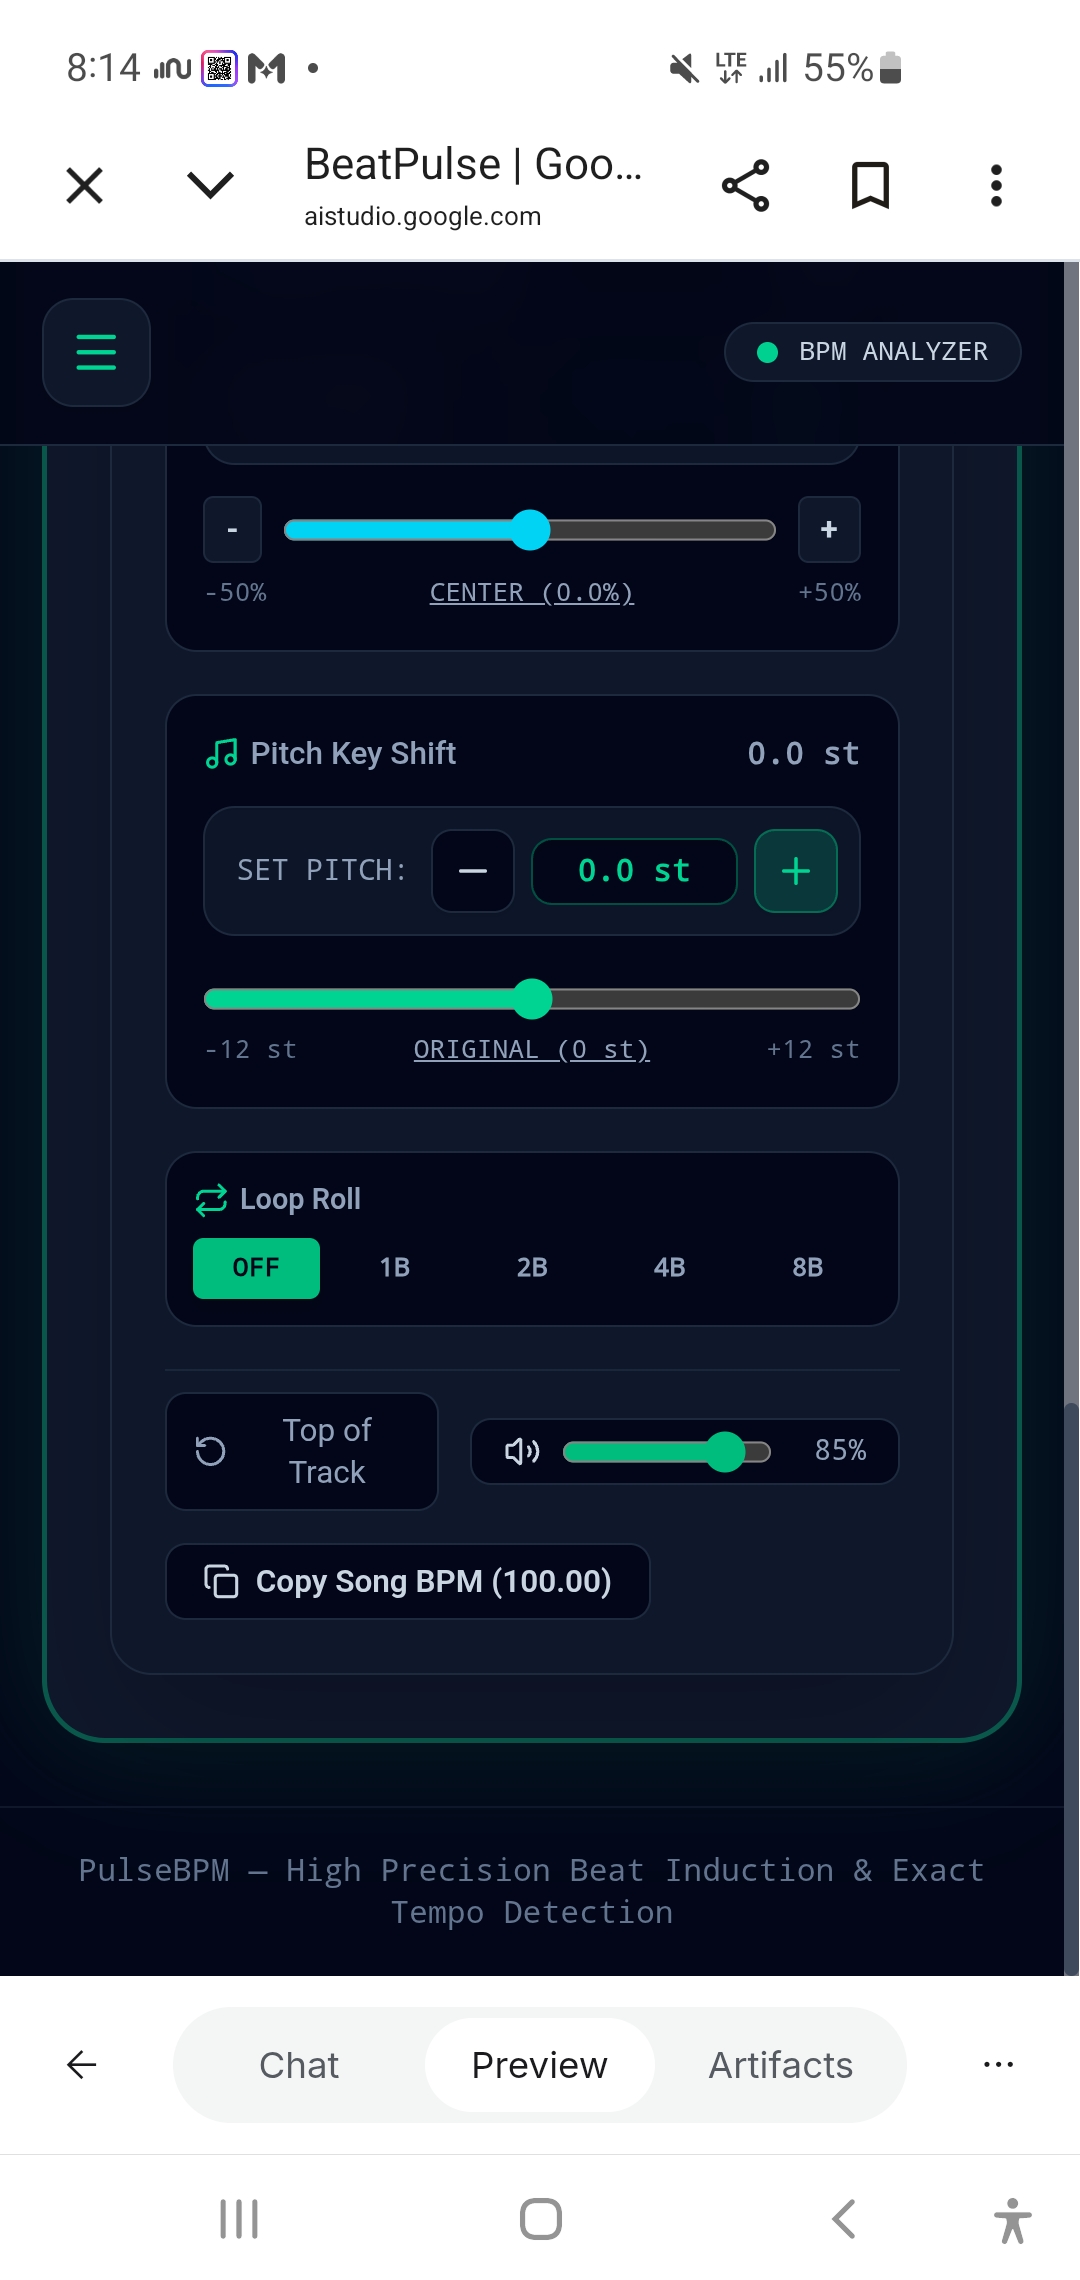 8:14
LTE
55%
BeatPulse | Goo...
aistudio.google.com
BPM ANALYZER
-
+
-50%
CENTER (0.0%)
+50%
Pitch Key Shift
0.0 st
SET PITCH:
—
0.0 st
+
-12 st
ORIGINAL (0 st)
+12 st
Loop Roll
OFF
1B
2B
4B
8B
Top of
Track
85%
Copy Song BPM (100.00)
PulseBPM — High Precision Beat Induction & Exact
Tempo Detection
Chat
Preview
Artifacts